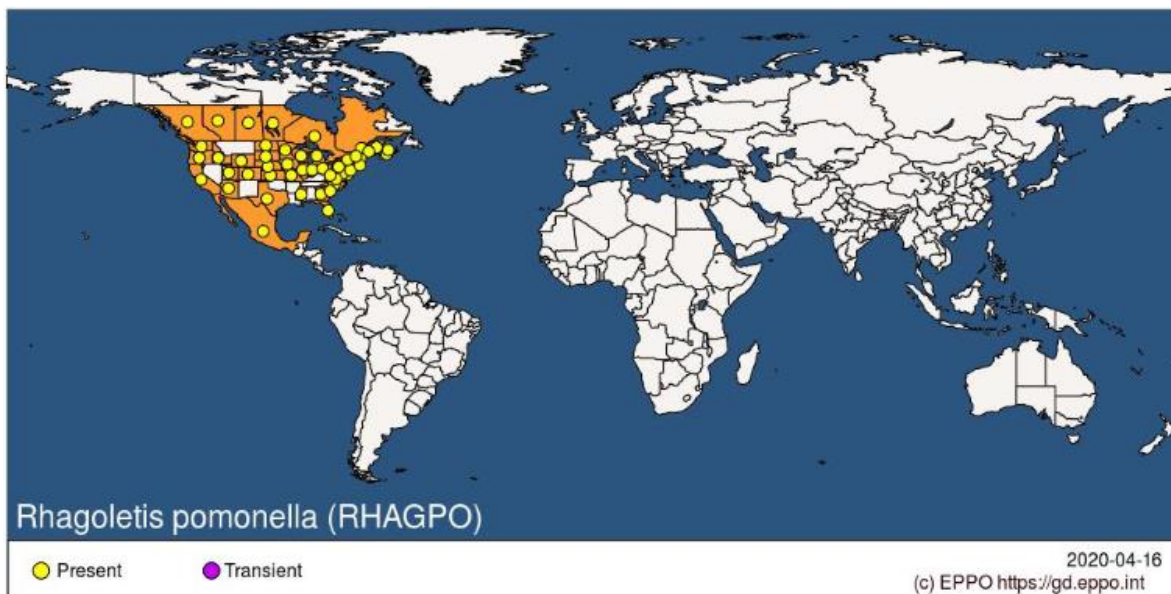 Rhagoletis pomonella (RHAGPO)
Present
Transient
2020-04-16
(c) EPPO https://gd.eppo.int